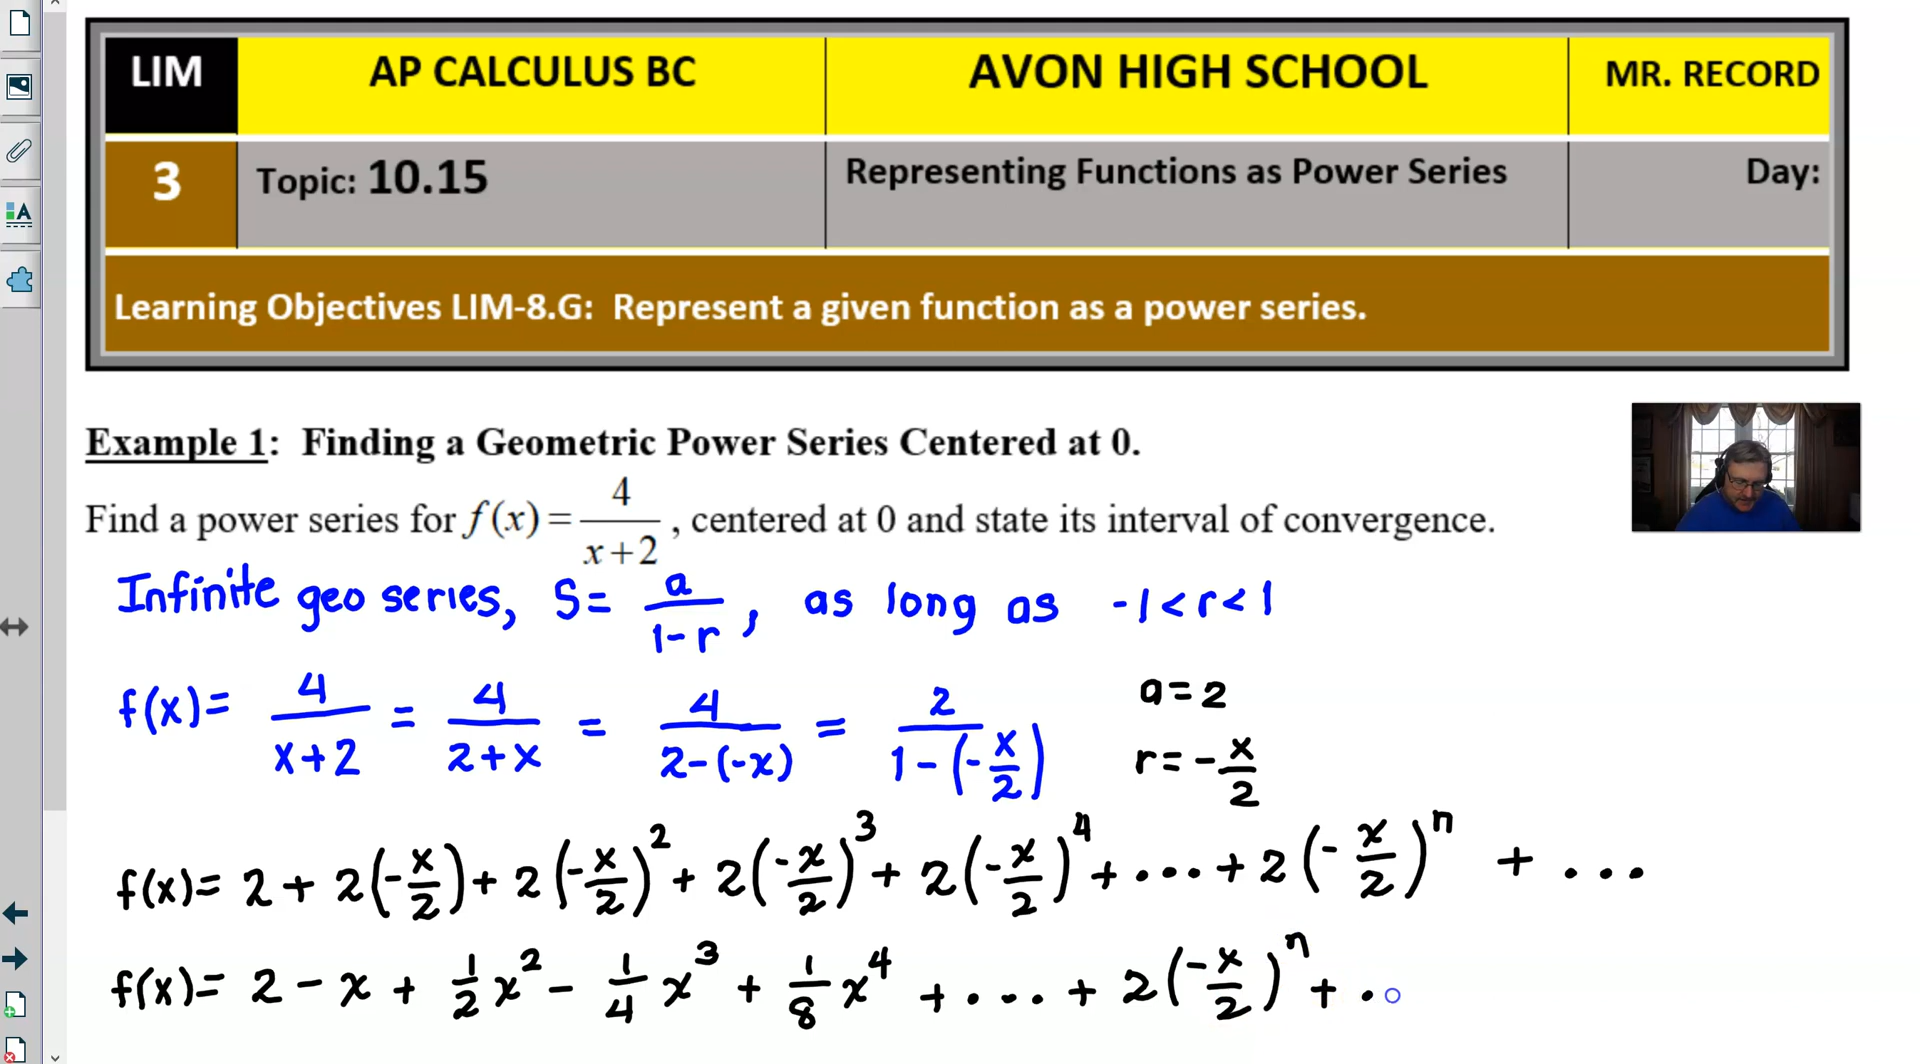 LIM AP CALCULUS BC AVON HIGH SCHOOL MR. RECORD
3 Topic: 10.15 Representing Functions as Power Series Day:
Learning Objectives LIM-8.G: Represent a given function as a power series.
Example 1: Finding a Geometric Power Series Centered at 0.
Find a power series for f(x) = 4/(x+2), centered at 0 and state its interval of convergence.
Infinite geo series, S = a/(1-r), as long as -1 < r < 1
f(x) = 4/(x+2) = 4/(2+x) = 4/(2-(-x)) = 2/(1-(-x/2)) a = 2
r = -x/2
f(x) = 2 + 2(-x/2) + 2(-x/2)^2 + 2(-x/2)^3 + 2(-x/2)^4 + ... + 2(-x/2)^n + ...
f(x) = 2 - x + 1/2 x^2 - 1/4 x^3 + 1/8 x^4 + ... + 2(-x/2)^n + .